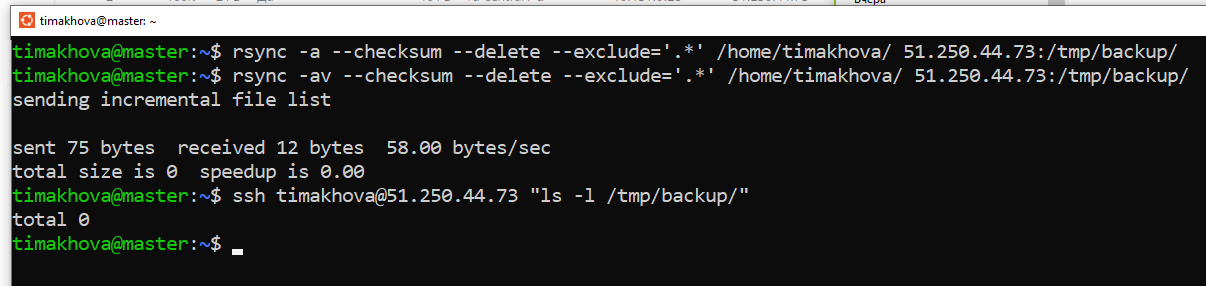 Вчера
timakhova@master: ~
timakhova@master:~$ rsync -a --checksum --delete --exclude='.*' /home/timakhova/ 51.250.44.73:/tmp/backup/
timakhova@master:~$ rsync -av --checksum --delete --exclude='.*' /home/timakhova/ 51.250.44.73:/tmp/backup/
sending incremental file list
sent 75 bytes  received 12 bytes  58.00 bytes/sec
total size is 0  speedup is 0.00
timakhova@master:~$ ssh timakhova@51.250.44.73 "ls -l /tmp/backup/"
total 0
timakhova@master:~$